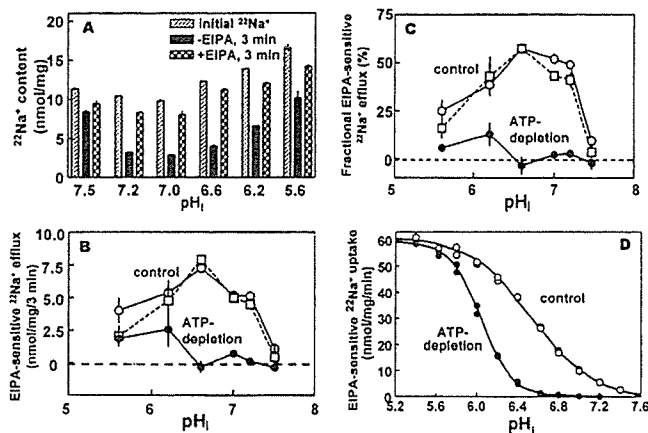 A
Initial ²²Na⁺
-EIPA, 3 min
+EIPA, 3 min
²²Na⁺ content
(nmol/mg)
20
15
10
5
0
7.5 7.2 7.0 6.6 6.2 5.6
pHi
C
Fractional EIPA-sensitive
²²Na⁺ efflux (%)
75
50
25
0
control
ATP-
depletion
5 6 7 8
pHi
B
EIPA-sensitive ²²Na⁺ efflux
(nmol/mg/3 min)
10.0
7.5
5.0
2.5
0
control
ATP-
depletion
5 6 7 8
pHi
D
EIPA-sensitive ²²Na⁺ uptake
(nmol/mg/min)
60
50
40
30
20
10
0
control
ATP-
depletion
5.2 5.6 6.0 6.4 6.8 7.2 7.6
pHi